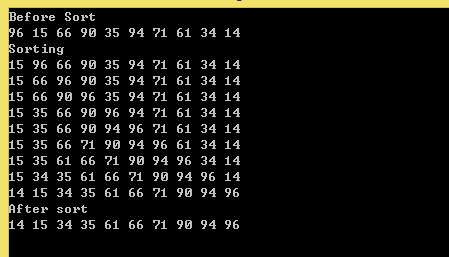 Before Sort
96 15 66 90 35 94 71 61 34 14
Sorting
15 96 66 90 35 94 71 61 34 14
15 66 96 90 35 94 71 61 34 14
15 66 90 96 35 94 71 61 34 14
15 35 66 90 96 94 71 61 34 14
15 35 66 90 94 96 71 61 34 14
15 35 66 71 90 94 96 61 34 14
15 35 61 66 71 90 94 96 34 14
15 34 35 61 66 71 90 94 96 14
14 15 34 35 61 66 71 90 94 96
After sort
14 15 34 35 61 66 71 90 94 96